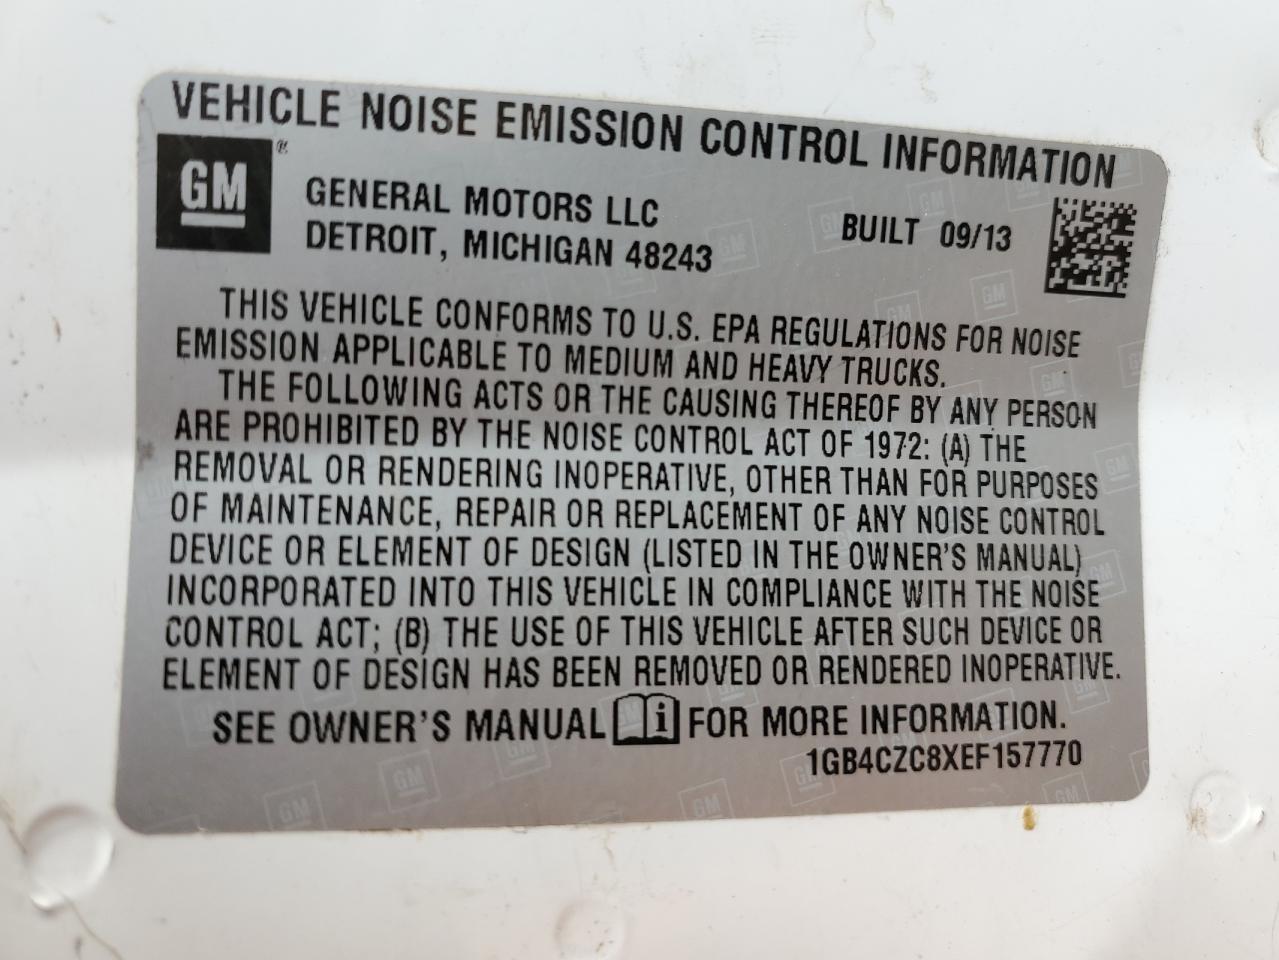 VEHICLE NOISE EMISSION CONTROL INFORMATION
GM®
GENERAL MOTORS LLC
DETROIT, MICHIGAN 48243
BUILT 09/13
THIS VEHICLE CONFORMS TO U.S. EPA REGULATIONS FOR NOISE
EMISSION APPLICABLE TO MEDIUM AND HEAVY TRUCKS.
THE FOLLOWING ACTS OR THE CAUSING THEREOF BY ANY PERSON
ARE PROHIBITED BY THE NOISE CONTROL ACT OF 1972: (A) THE
REMOVAL OR RENDERING INOPERATIVE, OTHER THAN FOR PURPOSES
OF MAINTENANCE, REPAIR OR REPLACEMENT OF ANY NOISE CONTROL
DEVICE OR ELEMENT OF DESIGN (LISTED IN THE OWNER'S MANUAL)
INCORPORATED INTO THIS VEHICLE IN COMPLIANCE WITH THE NOISE
CONTROL ACT; (B) THE USE OF THIS VEHICLE AFTER SUCH DEVICE OR
ELEMENT OF DESIGN HAS BEEN REMOVED OR RENDERED INOPERATIVE.
SEE OWNER'S MANUAL i FOR MORE INFORMATION.
1GB4CZC8XEF157770